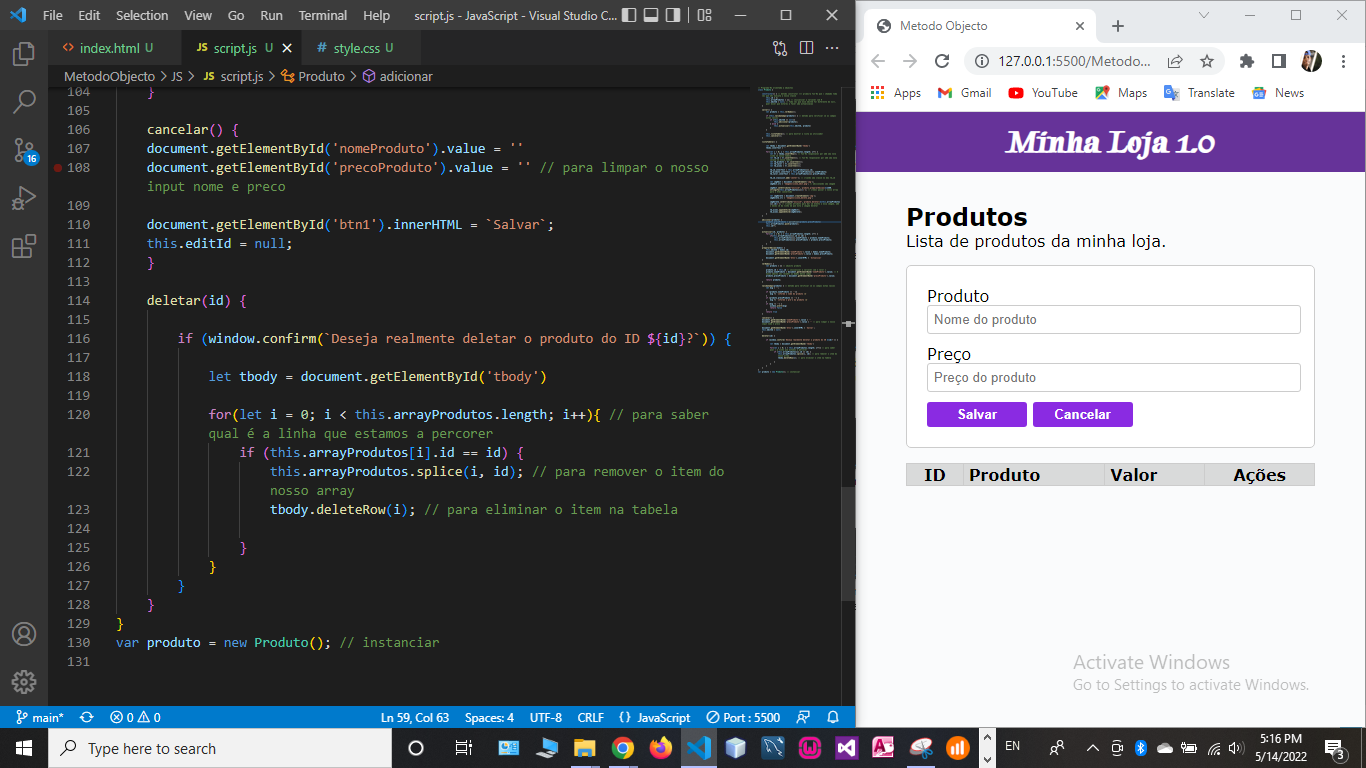 File Edit Selection View Go Run Terminal Help script.js - JavaScript - Visual Studio C...
index.html U JS script.js U # style.css U
MetodoObjecto > JS > JS script.js > Produto > adicionar
104 }
105
106 cancelar() {
107 document.getElementById('nomeProduto').value = ''
108 document.getElementById('precoProduto').value = '' // para limpar o nosso
input nome e preco
109
110 document.getElementById('btn1').innerHTML = `Salvar`;
111 this.editId = null;
112 }
113
114 deletar(id) {
115
116 if (window.confirm(`Deseja realmente deletar o produto do ID ${id}?`)) {
117
118 let tbody = document.getElementById('tbody')
119
120 for(let i = 0; i < this.arrayProdutos.length; i++){ // para saber
qual é a linha que estamos a percorer
121 if (this.arrayProdutos[i].id == id) {
122 this.arrayProdutos.splice(i, id); // para remover o item do
nosso array
123 tbody.deleteRow(i); // para eliminar o item na tabela
124
125 }
126 }
127 }
128 }
129 }
130 var produto = new Produto(); // instanciar
131
16
main* 0 0 Ln 59, Col 63 Spaces: 4 UTF-8 CRLF {} JavaScript Port : 5500
Metodo Objecto
127.0.0.1:5500/Metodo...
Apps Gmail YouTube Maps Translate News
Minha Loja 1.0
Produtos
Lista de produtos da minha loja.
Produto
Nome do produto
Preço
Preço do produto
Salvar Cancelar
ID Produto Valor Ações
Activate Windows
Go to Settings to activate Windows.
Type here to search
EN
5:16 PM
5/14/2022
3